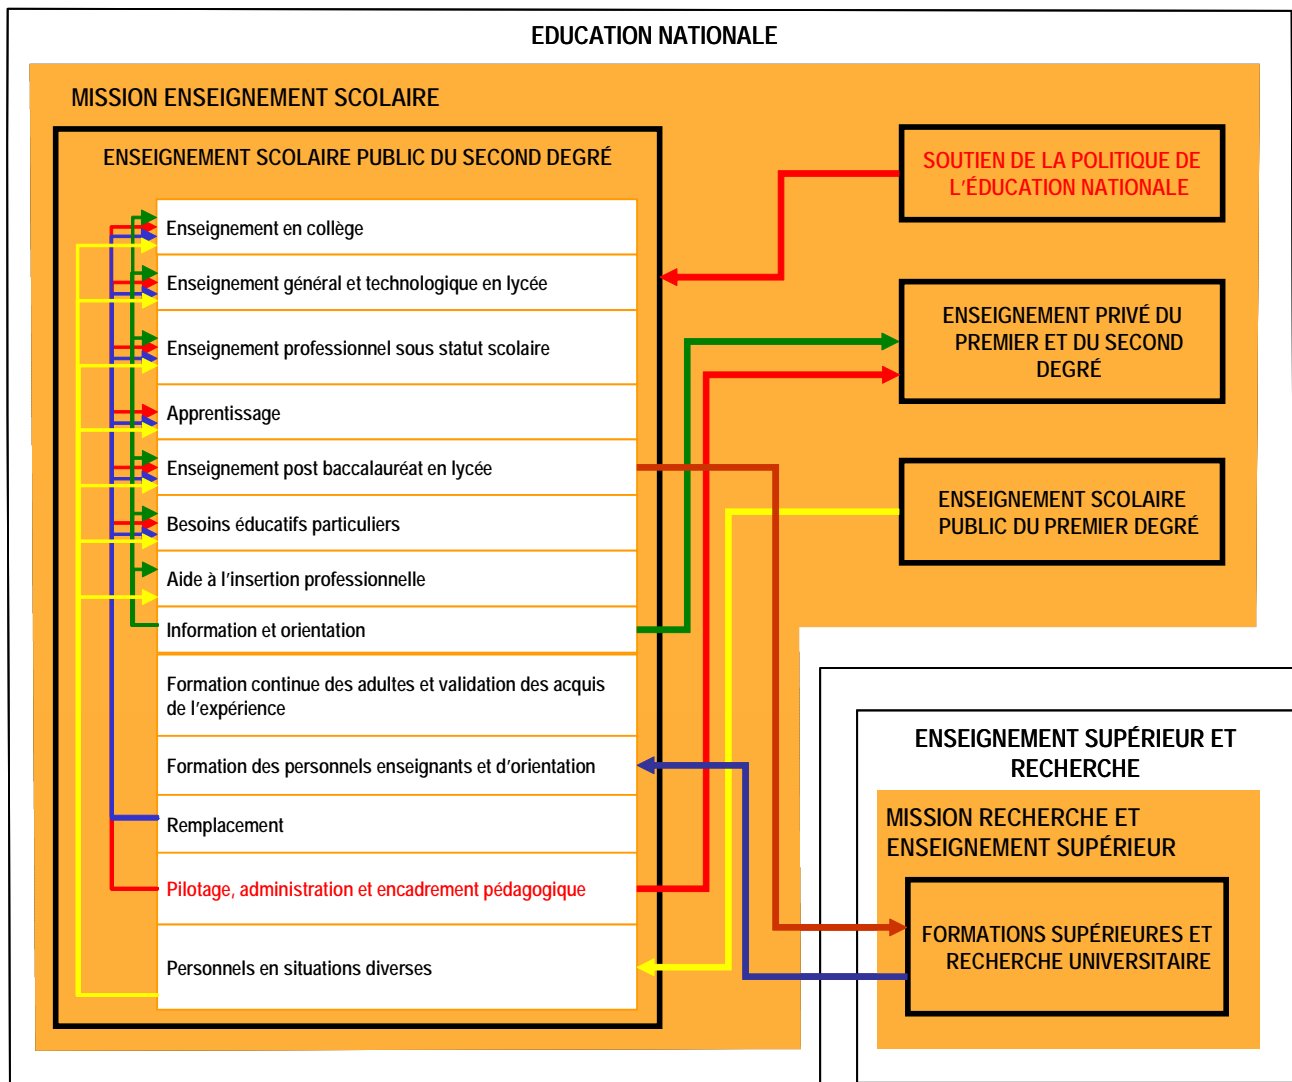 EDUCATION NATIONALE
MISSION ENSEIGNEMENT SCOLAIRE
ENSEIGNEMENT SCOLAIRE PUBLIC DU SECOND DEGRÉ
Enseignement en collège
Enseignement général et technologique en lycée
Enseignement professionnel sous statut scolaire
Apprentissage
Enseignement post baccalauréat en lycée
Besoins éducatifs particuliers
Aide à l'insertion professionnelle
Information et orientation
Formation continue des adultes et validation des acquis
de l'expérience
Formation des personnels enseignants et d'orientation
Remplacement
Pilotage, administration et encadrement pédagogique
Personnels en situations diverses
SOUTIEN DE LA POLITIQUE DE
L'ÉDUCATION NATIONALE
ENSEIGNEMENT PRIVÉ DU
PREMIER ET DU SECOND
DEGRÉ
ENSEIGNEMENT SCOLAIRE
PUBLIC DU PREMIER DEGRÉ
ENSEIGNEMENT SUPÉRIEUR ET
RECHERCHE
MISSION RECHERCHE ET
ENSEIGNEMENT SUPÉRIEUR
FORMATIONS SUPÉRIEURES ET
RECHERCHE UNIVERSITAIRE